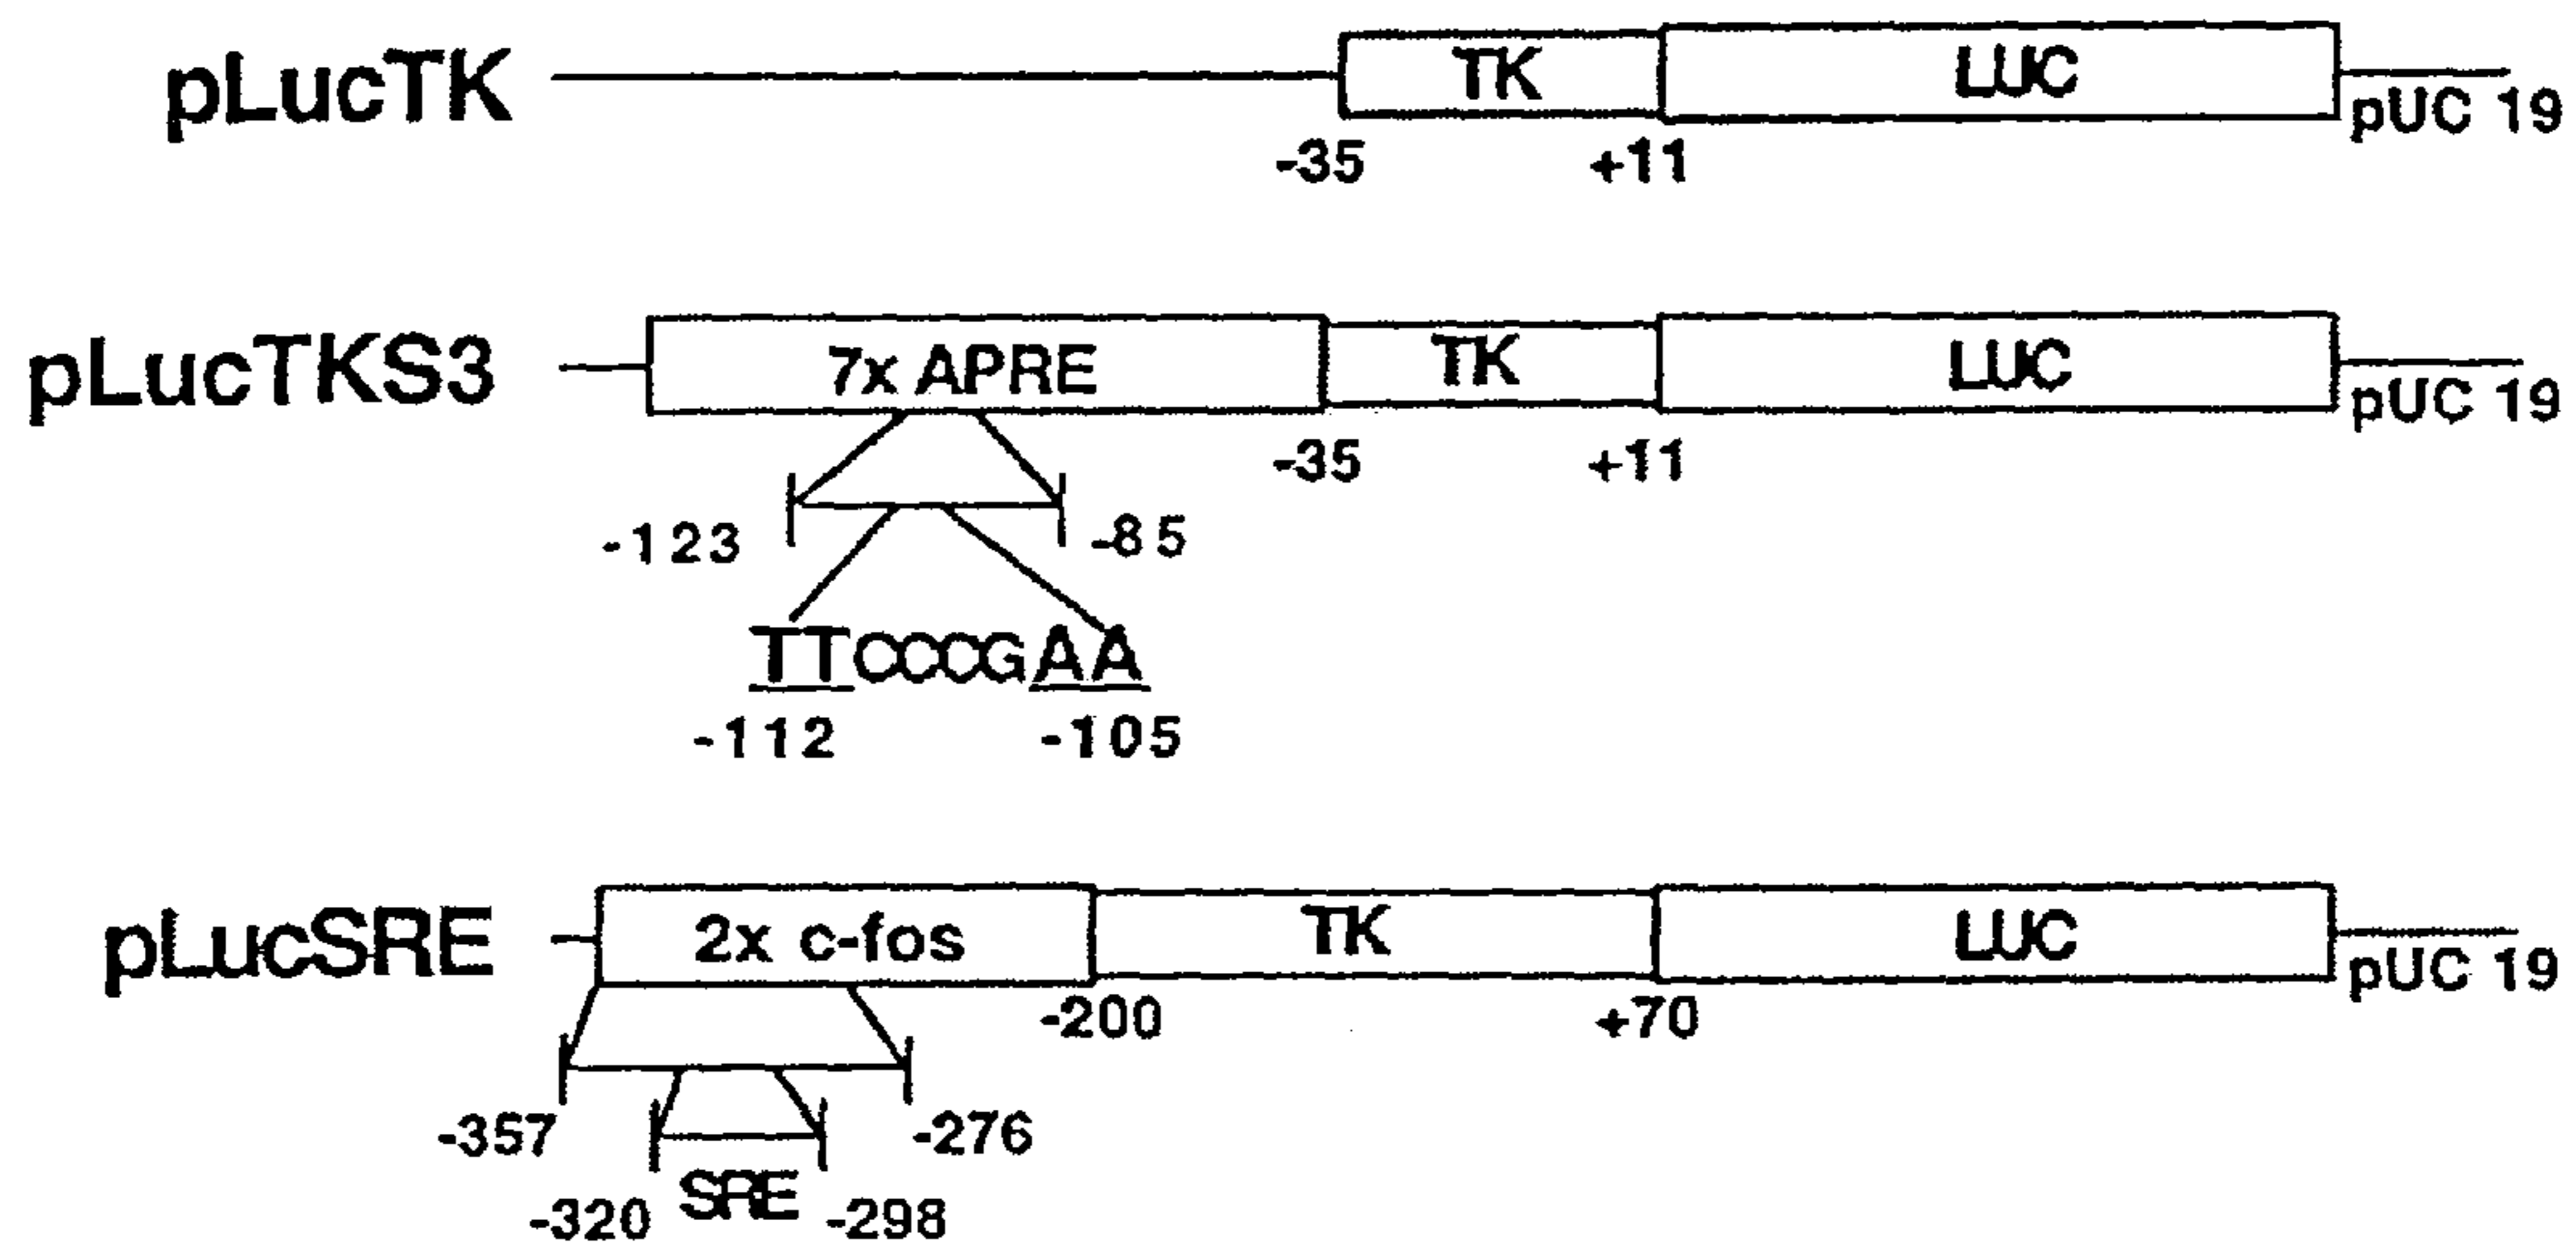 pLucTK TK LUC pUC 19
-35 +11
pLucTKS3 7x APRE TK LUC pUC 19
-35 +11
-123 -85
TTCCCGAA
-112 -105
pLucSRE 2x c-fos TK LUC pUC 19
-200 +70
-357 -276
-320 SRE -298